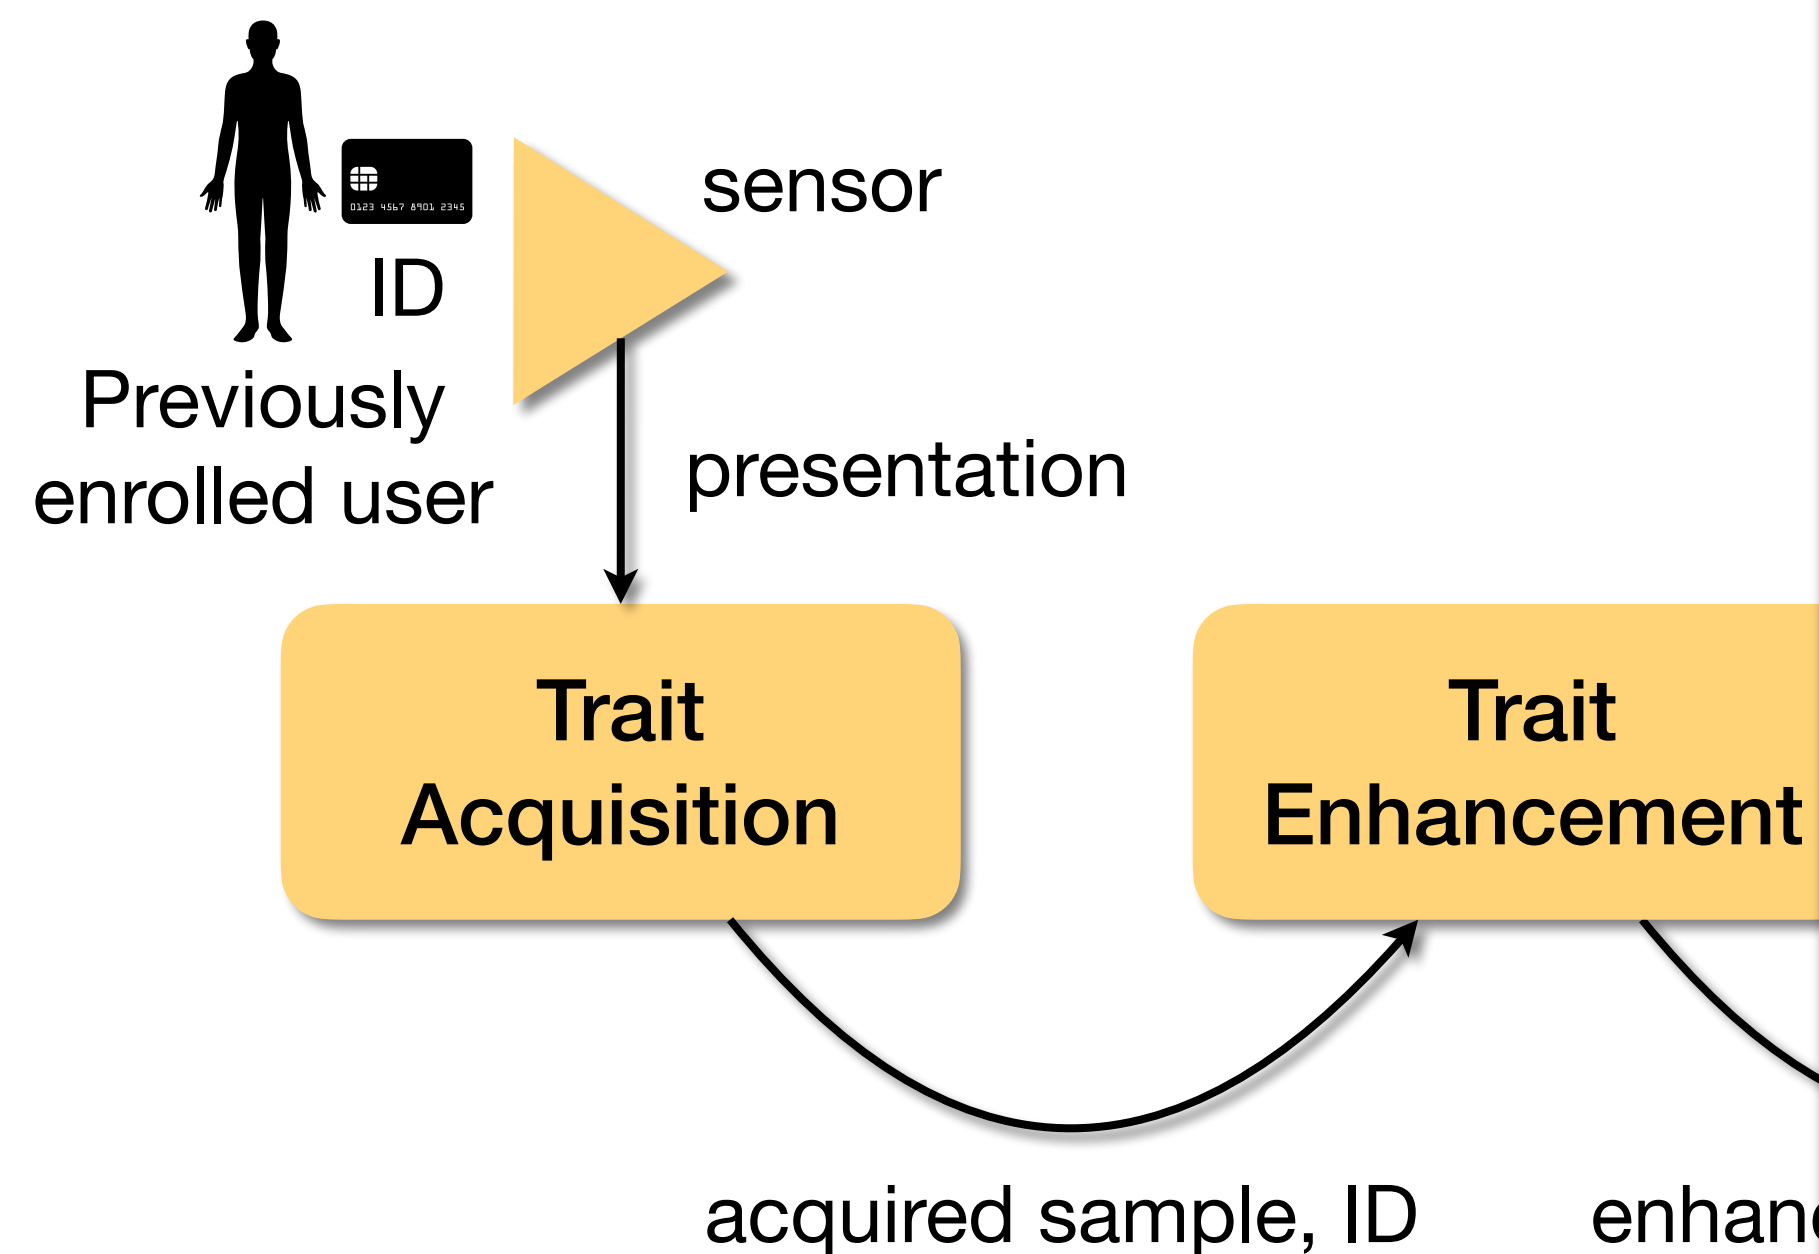 0123 4567 8901 2345
sensor
ID
Previously
enrolled user
presentation
Trait
Acquisition
Trait
Enhancement
acquired sample, ID